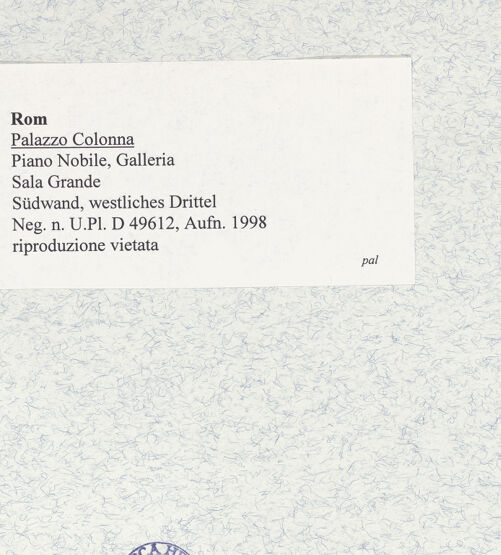 Rom
Palazzo Colonna
Piano Nobile, Galleria
Sala Grande
Südwand, westliches Drittel
Neg. n. U.Pl. D 49612, Aufn. 1998
riproduzione vietata
pal